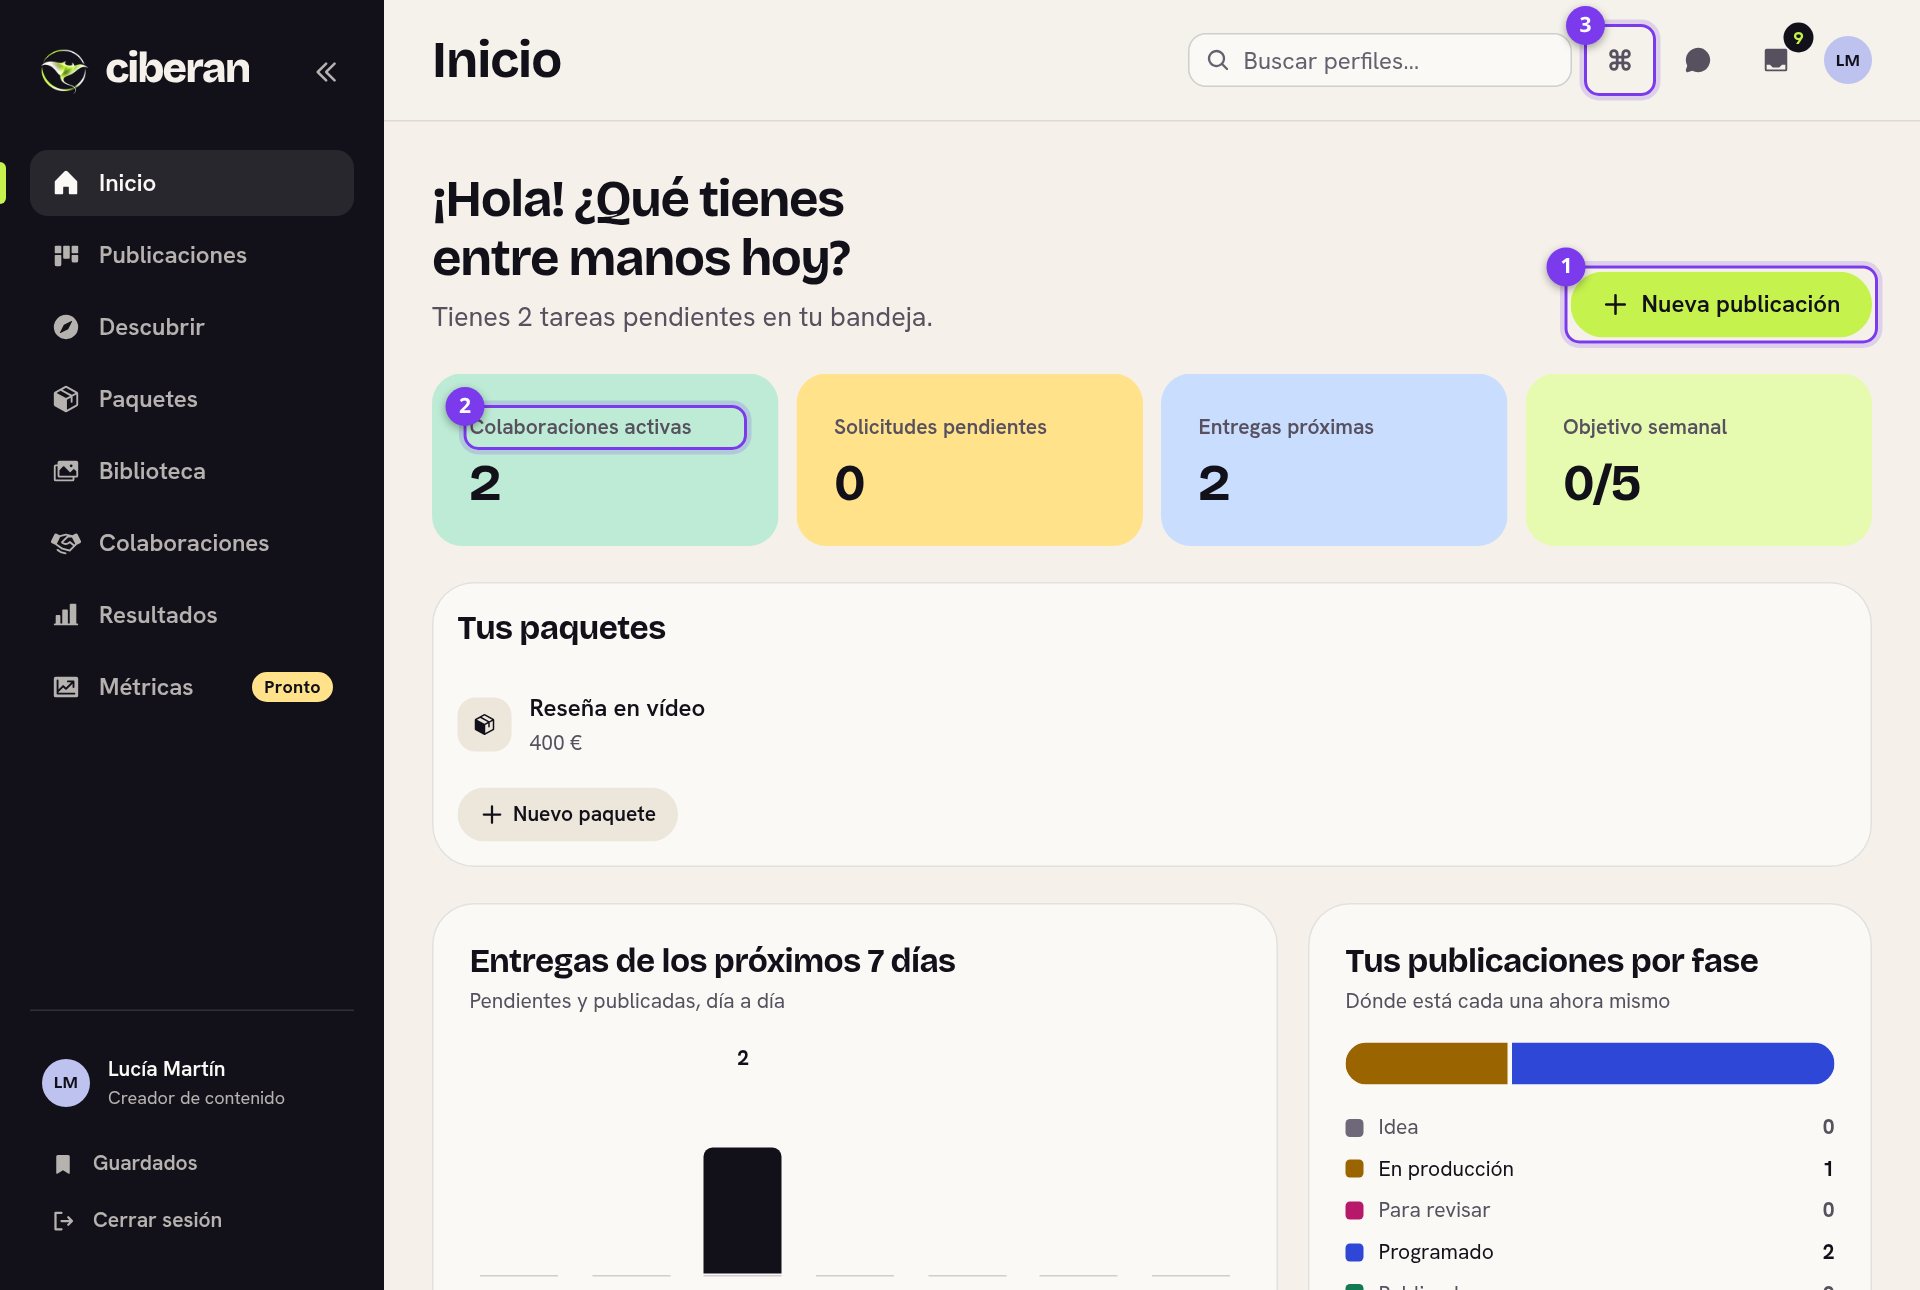 ciberan
Inicio
Publicaciones
Descubrir
Paquetes
Biblioteca
Colaboraciones
Resultados
Métricas
Pronto
LM
Lucía Martín
Creador de contenido
Guardados
Cerrar sesión
Inicio
Buscar perfiles...
3
9
LM
¡Hola! ¿Qué tienes
entre manos hoy?
Tienes 2 tareas pendientes en tu bandeja.
1
Nueva publicación
2
Colaboraciones activas
2
Solicitudes pendientes
0
Entregas próximas
2
Objetivo semanal
0/5
Tus paquetes
Reseña en vídeo
400 €
Nuevo paquete
Entregas de los próximos 7 días
Pendientes y publicadas, día a día
2
Tus publicaciones por fase
Dónde está cada una ahora mismo
Idea 0
En producción 1
Para revisar 0
Programado 2